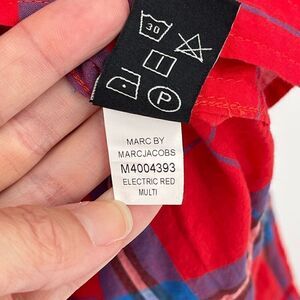 30
P
MARC BY
MARCJACOBS
M4004393
ELECTRIC RED
MULTI